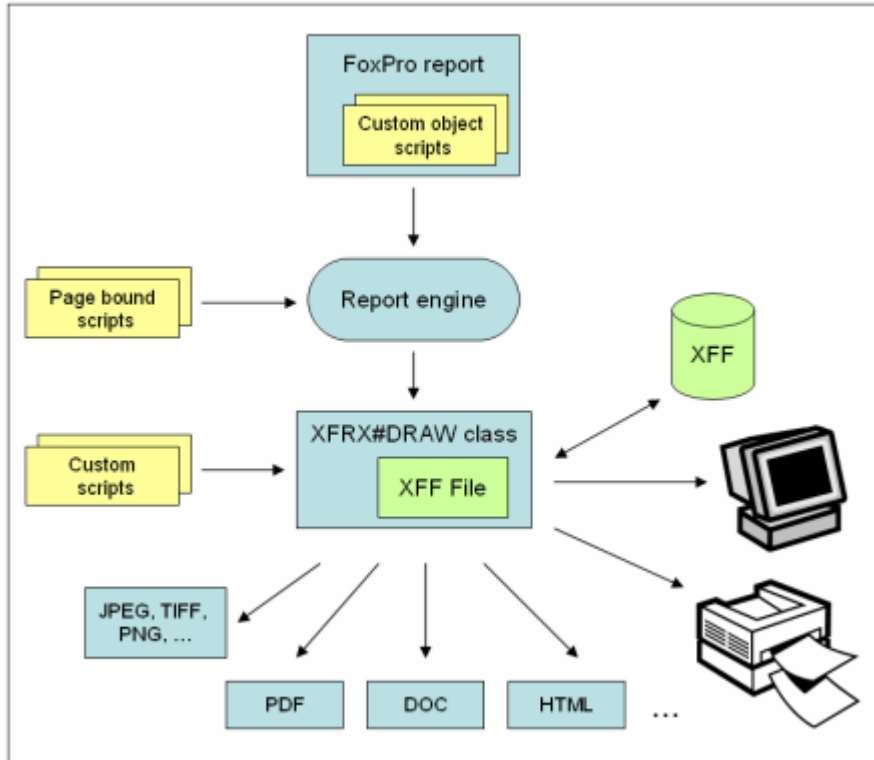 FoxPro report
Custom object
scripts
Page bound
scripts
Report engine
XFF
XFRX#DRAW class
Custom
scripts
XFF File
JPEG, TIFF,
PNG, ...
PDF
DOC
HTML
...